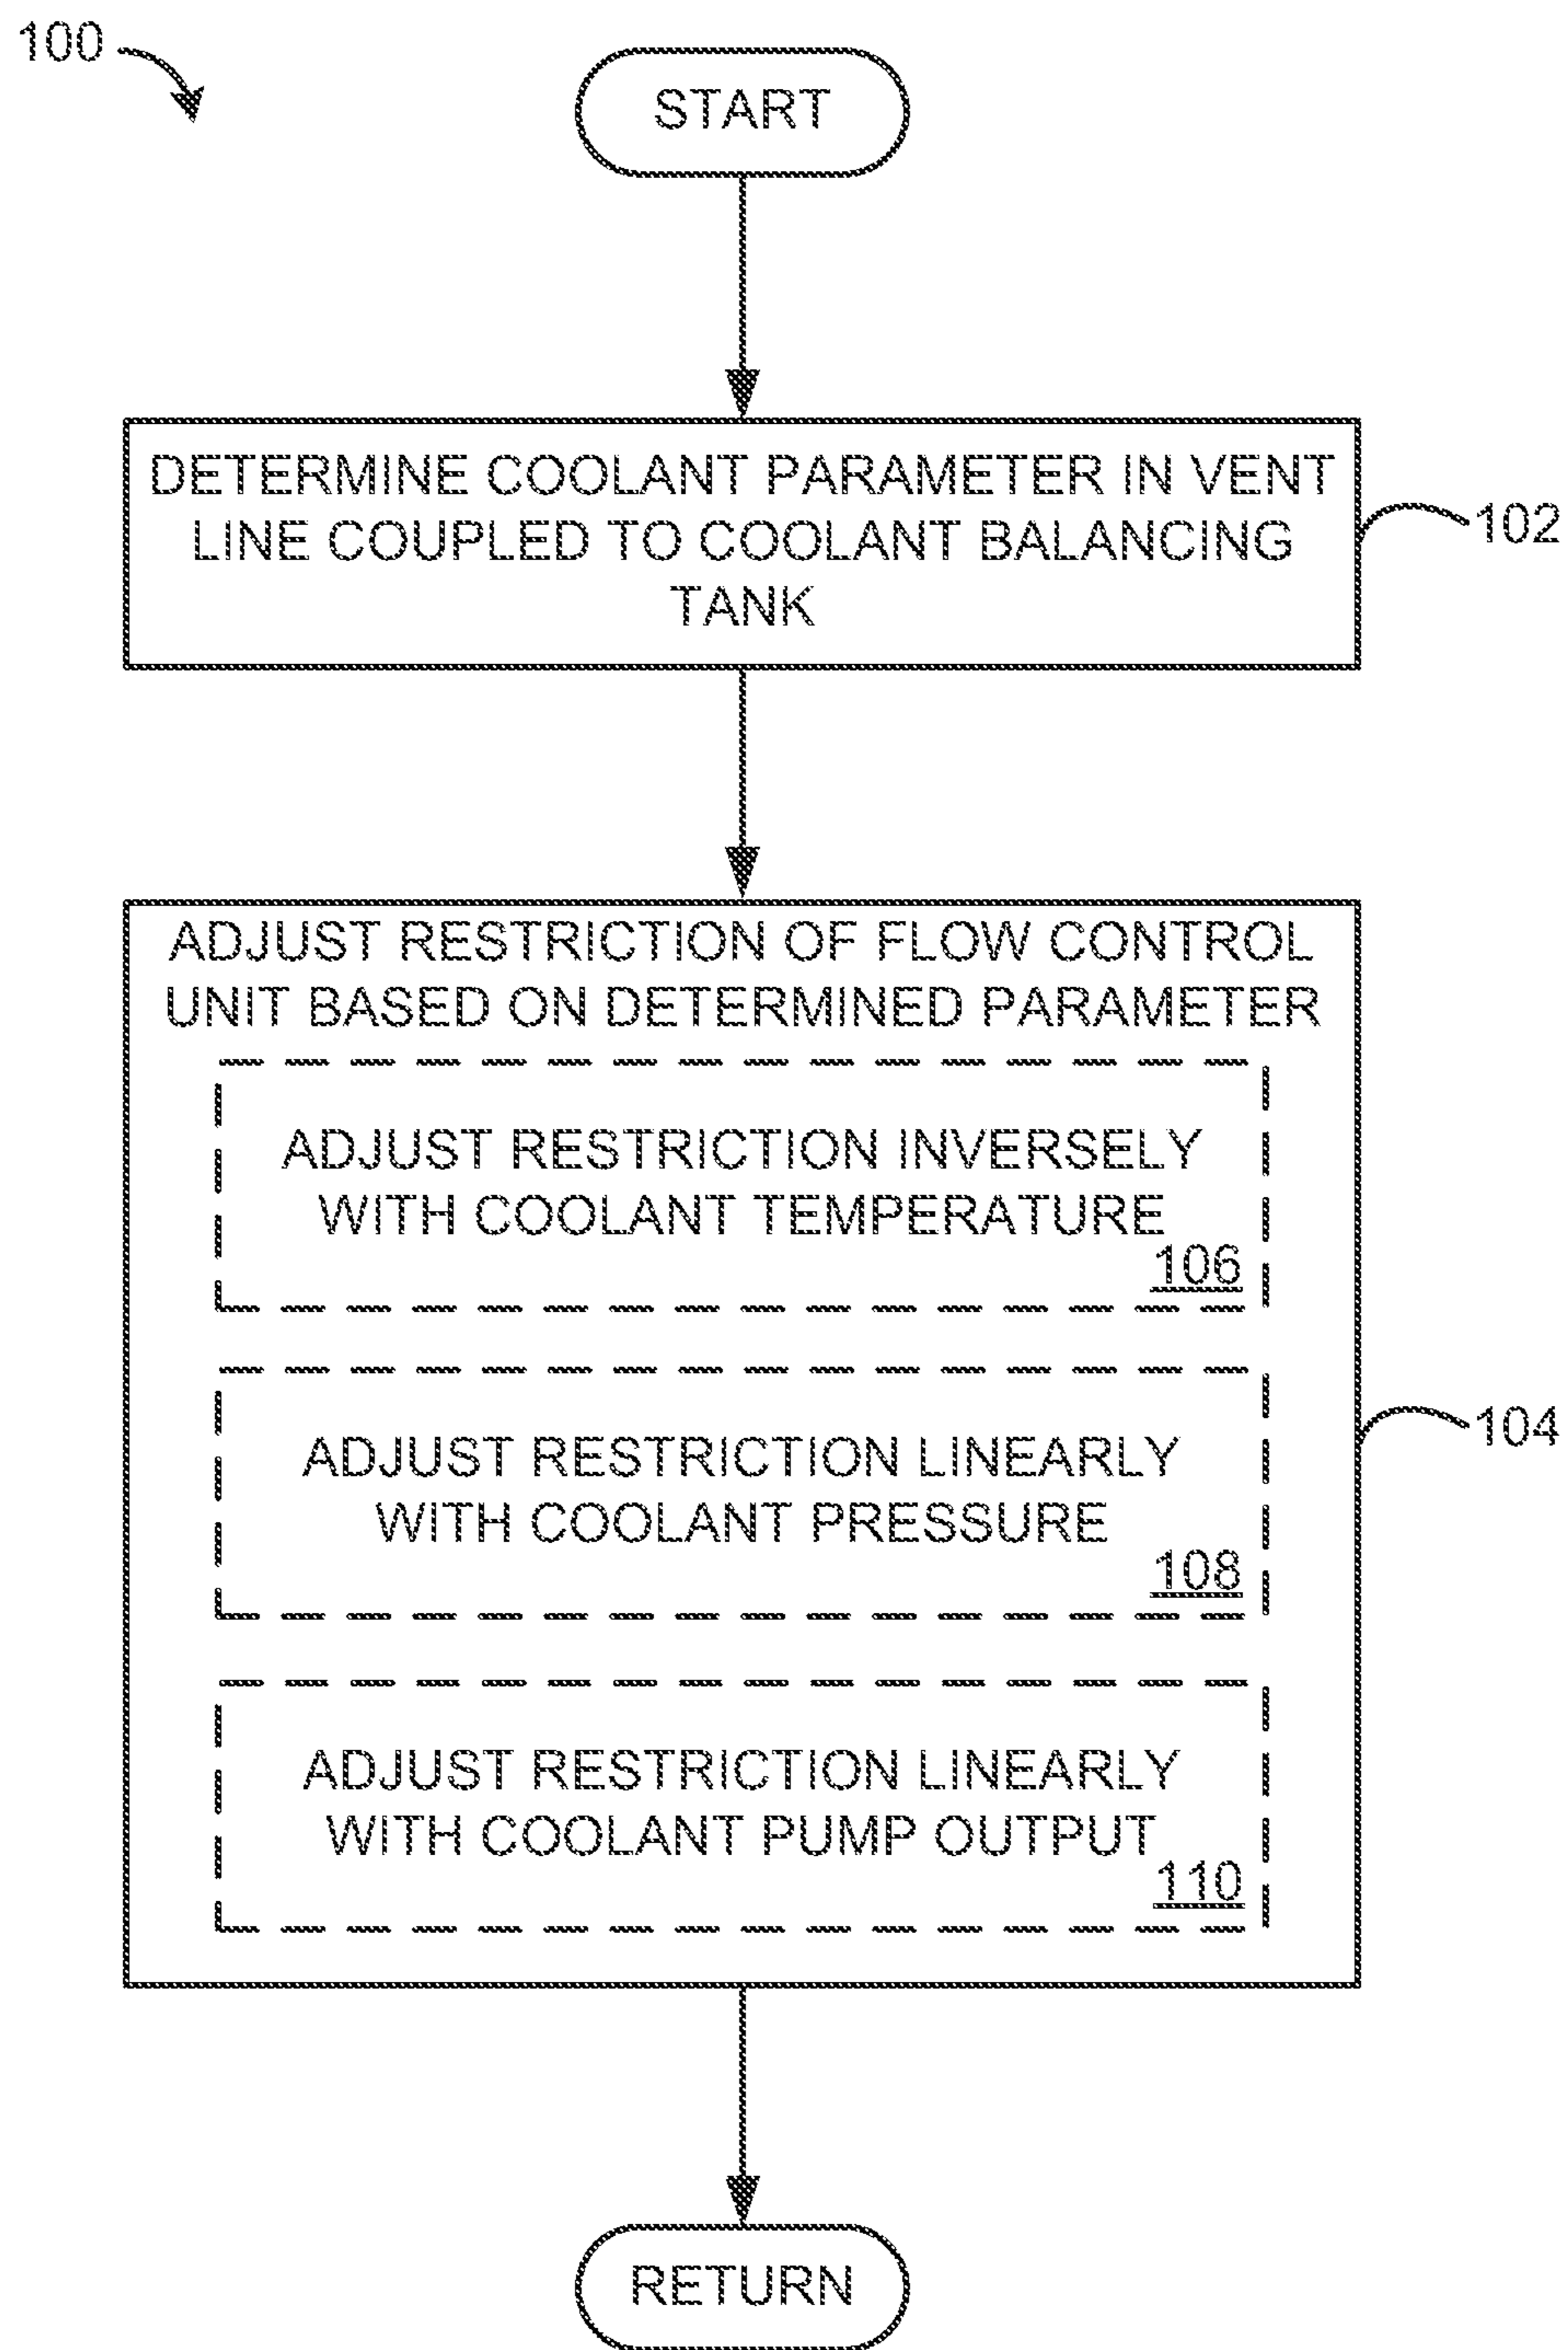 100
START
DETERMINE COOLANT PARAMETER IN VENT
LINE COUPLED TO COOLANT BALANCING
TANK
102
ADJUST RESTRICTION OF FLOW CONTROL
UNIT BASED ON DETERMINED PARAMETER
ADJUST RESTRICTION INVERSELY
WITH COOLANT TEMPERATURE
106
ADJUST RESTRICTION LINEARLY
WITH COOLANT PRESSURE
108
104
ADJUST RESTRICTION LINEARLY
WITH COOLANT PUMP OUTPUT
110
RETURN